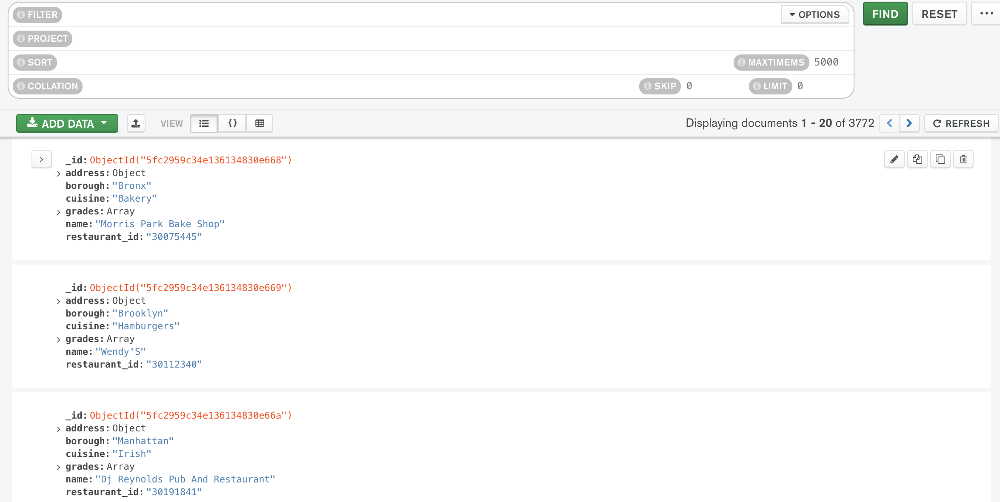 FILTER
OPTIONS
FIND
RESET
PROJECT
SORT
MAXTIMEMS 5000
COLLATION
SKIP 0
LIMIT 0
ADD DATA
VIEW
{}
Displaying documents 1 - 20 of 3772
REFRESH
_id: ObjectId("5fc2959c34e136134830e668")
address: Object
borough: "Bronx"
cuisine: "Bakery"
grades: Array
name: "Morris Park Bake Shop"
restaurant_id: "30075445"
_id: ObjectId("5fc2959c34e136134830e669")
address: Object
borough: "Brooklyn"
cuisine: "Hamburgers"
grades: Array
name: "Wendy'S"
restaurant_id: "30112340"
_id: ObjectId("5fc2959c34e136134830e66a")
address: Object
borough: "Manhattan"
cuisine: "Irish"
grades: Array
name: "Dj Reynolds Pub And Restaurant"
restaurant_id: "30191841"